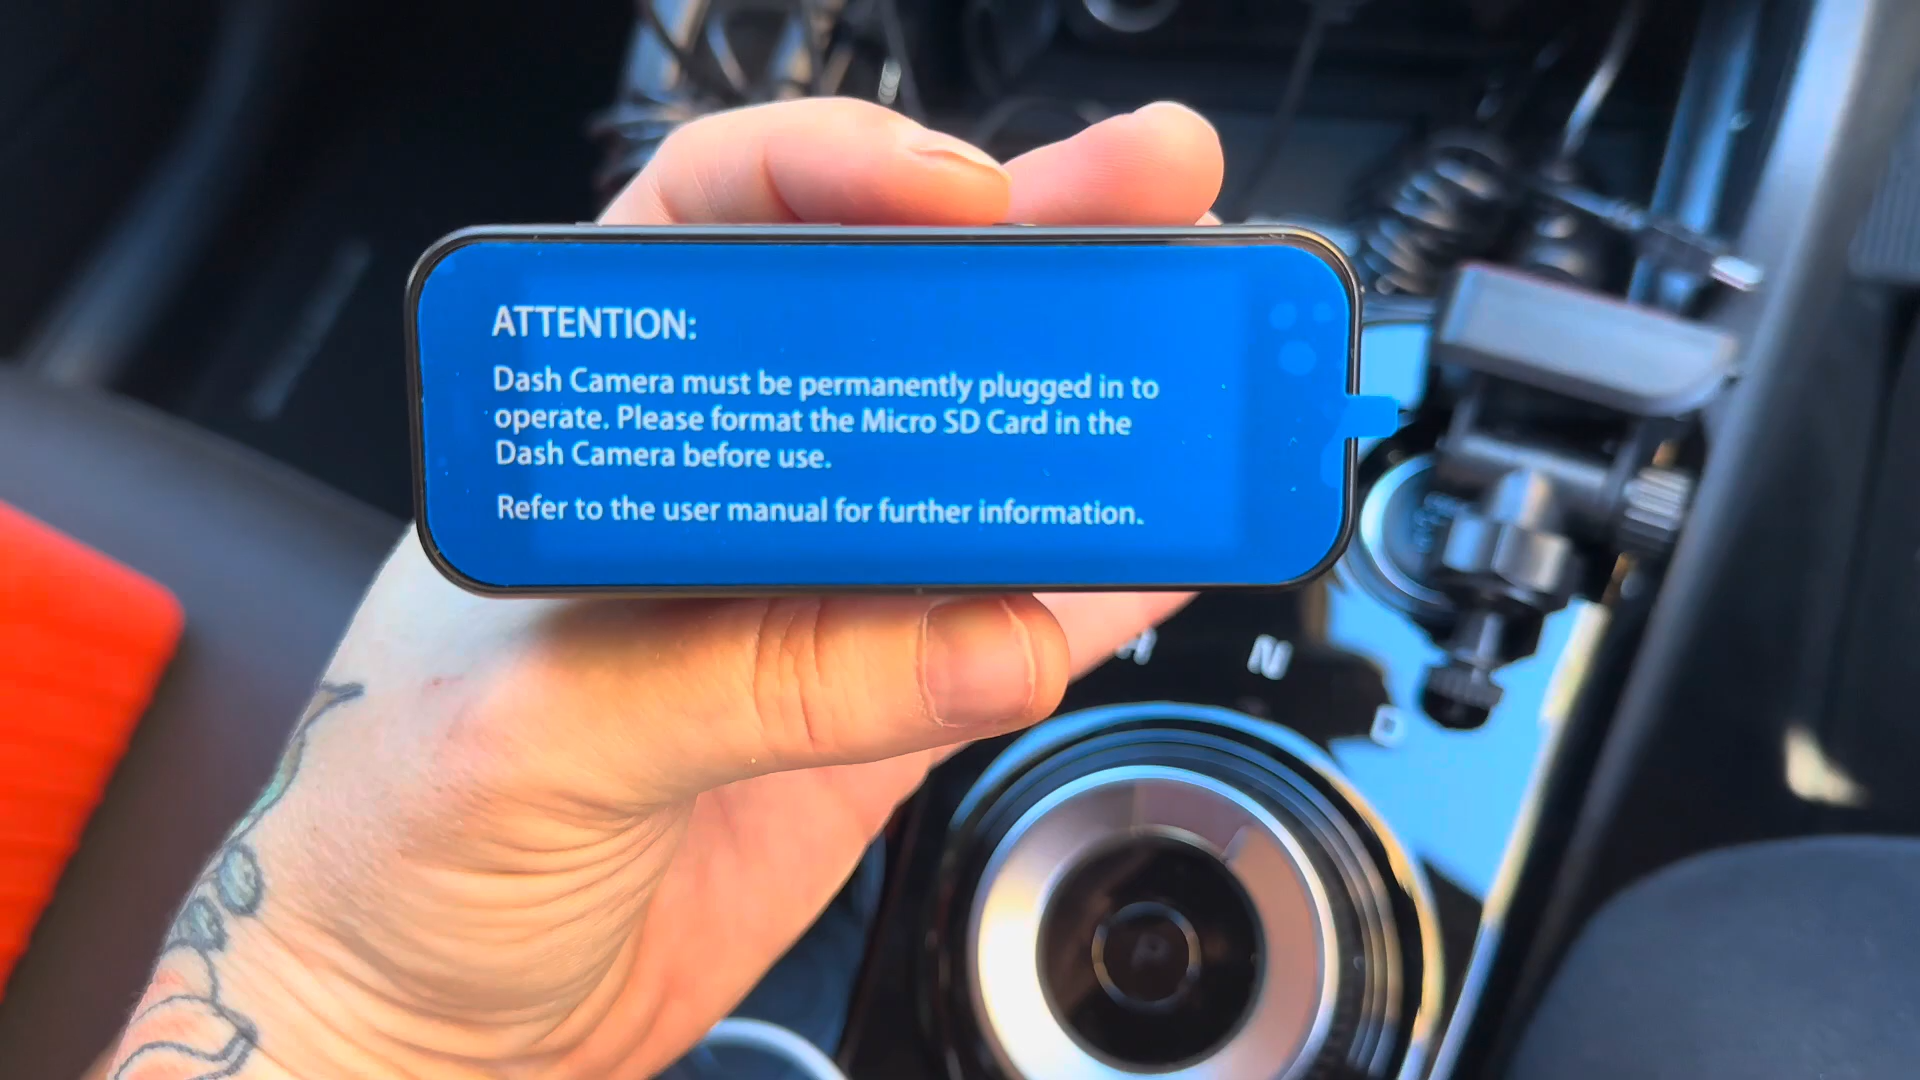 ATTENTION:
Dash Camera must be permanently plugged in to
operate. Please format the Micro SD Card in the
Dash Camera before use.
Refer to the user manual for further information.
R N
D
P